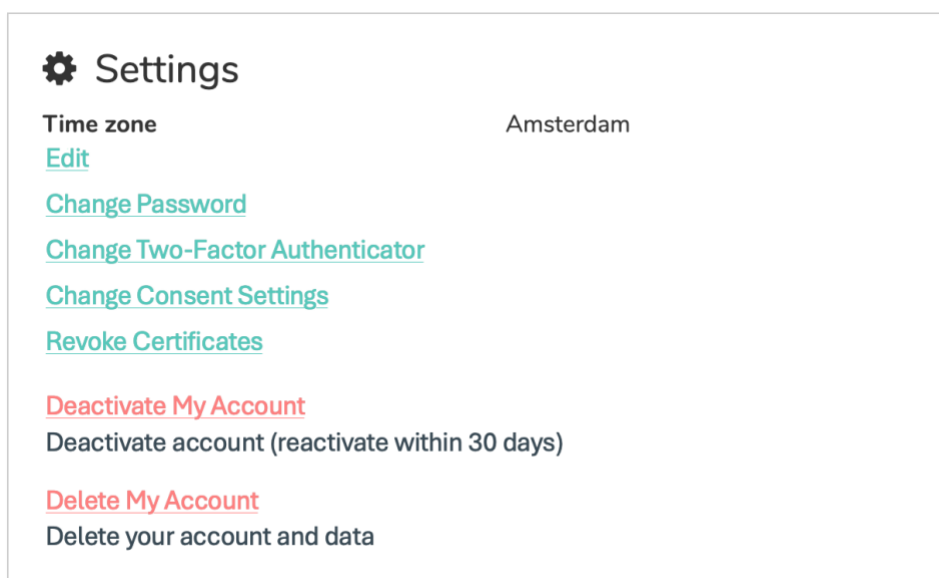 Settings
Time zone Amsterdam
Edit
Change Password
Change Two-Factor Authenticator
Change Consent Settings
Revoke Certificates
Deactivate My Account
Deactivate account (reactivate within 30 days)
Delete My Account
Delete your account and data